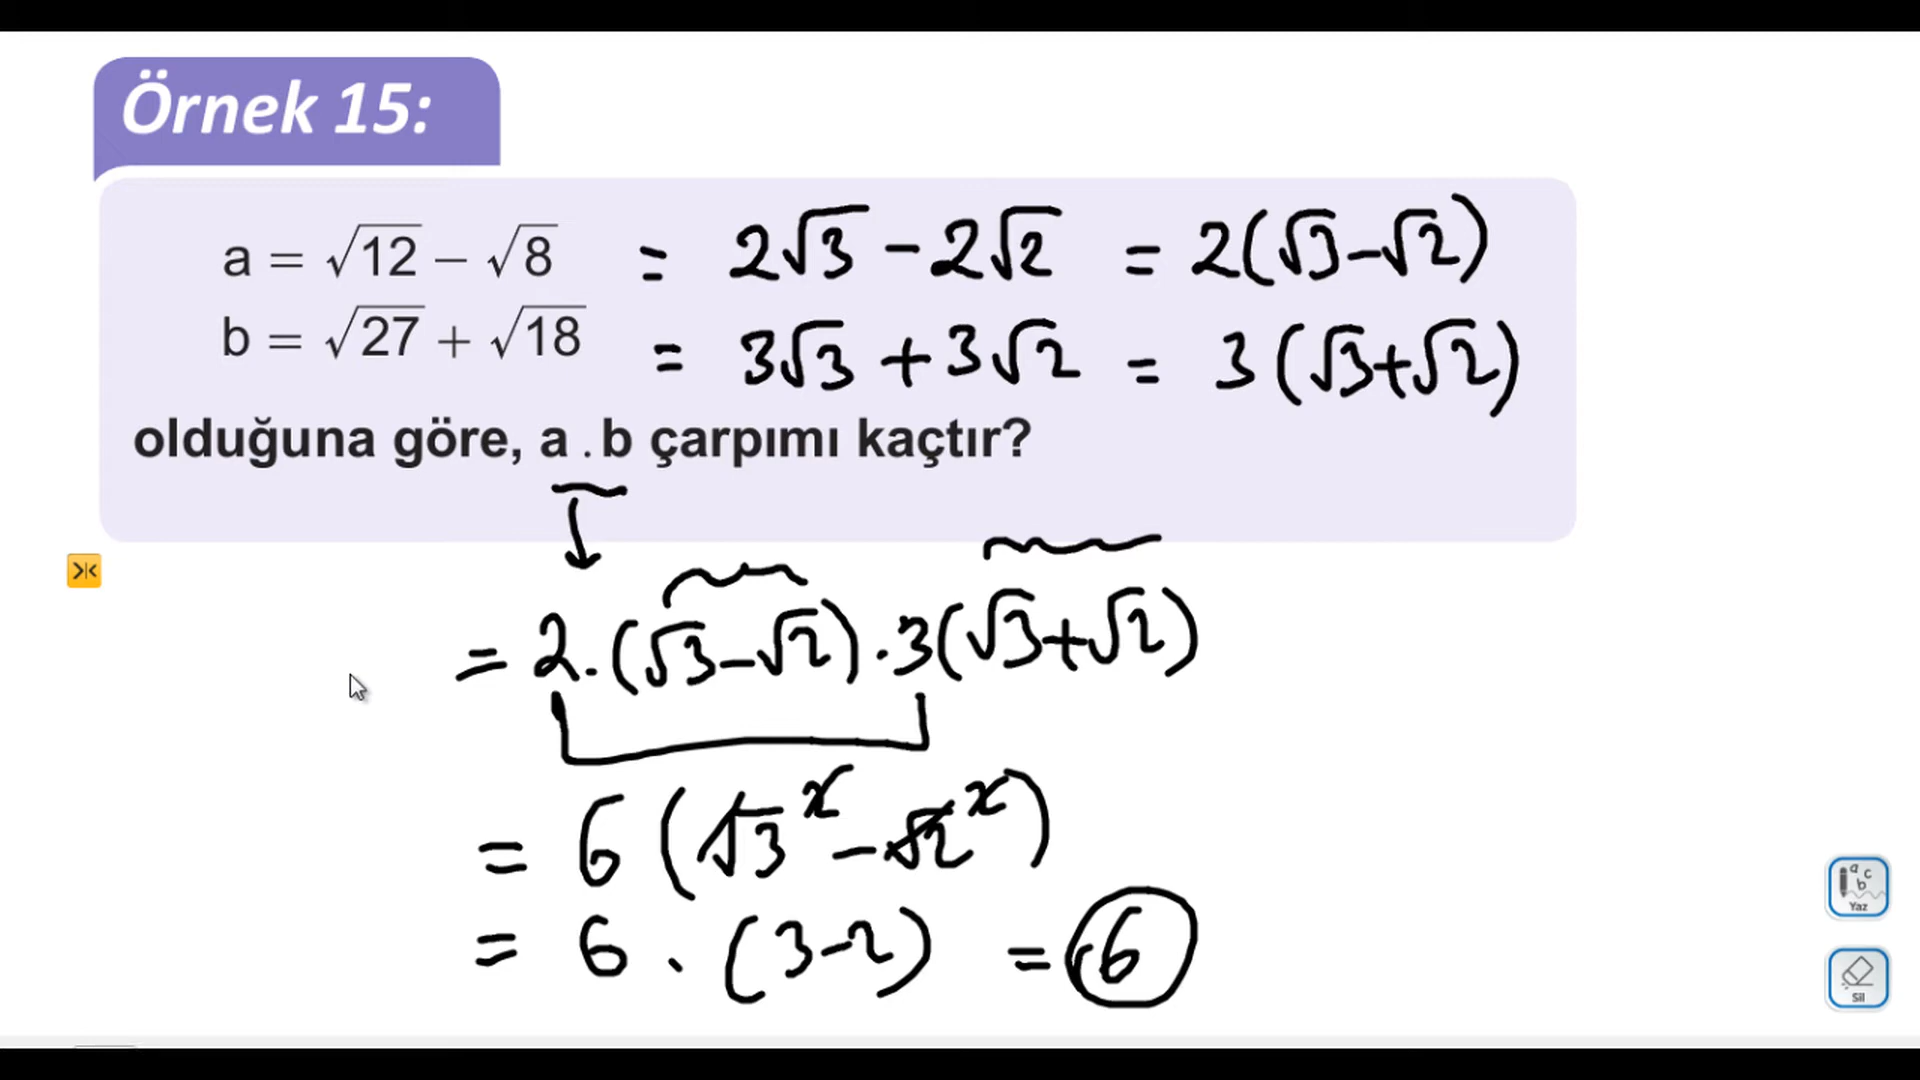 Örnek 15:
a = √12 − √8 = 2√3 − 2√2 = 2(√3−√2)
b = √27 + √18 = 3√3 + 3√2 = 3(√3+√2)
olduğuna göre, a . b çarpımı kaçtır?
= 2.(√3−√2).3(√3+√2)
= 6(√3² − √2²)
= 6 . (3−2) = 6
Yaz
Sil